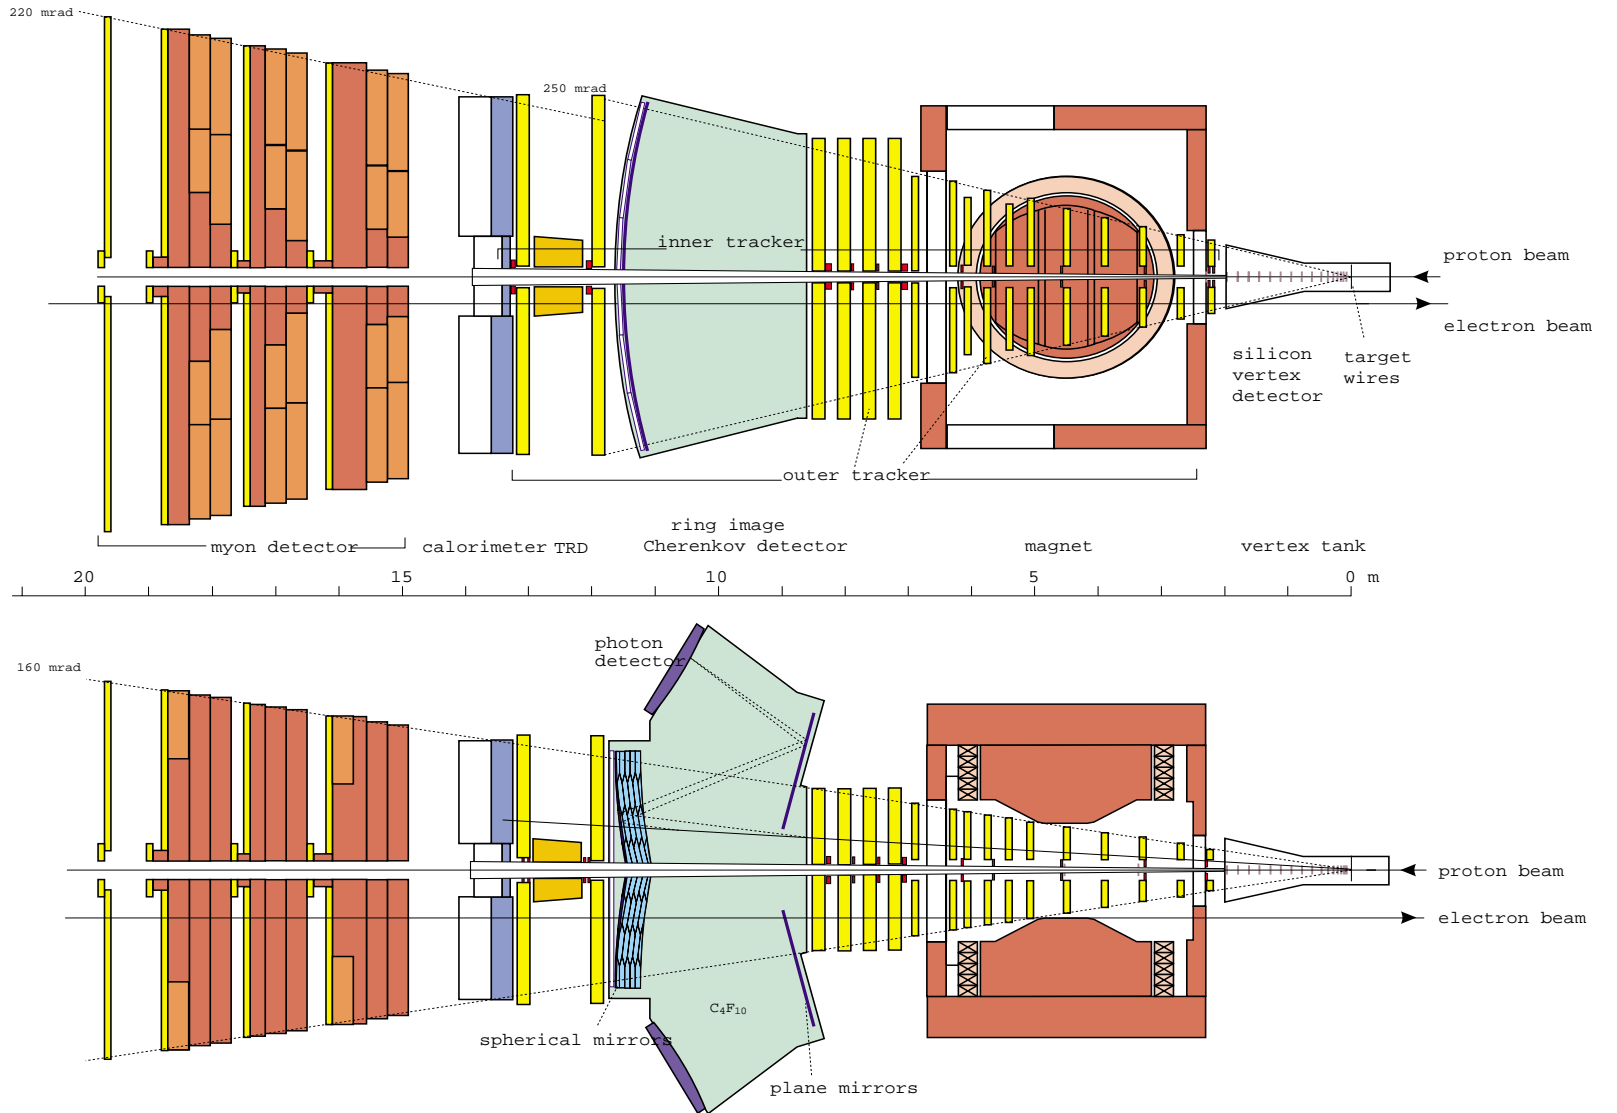 220 mrad
250 mrad
inner tracker
proton beam
electron beam
silicon
vertex
detector
target
wires
outer tracker
ring image
Cherenkov detector
myon detector
calorimeter
TRD
magnet
vertex tank
20
15
10
5
0 m
160 mrad
photon
detector
proton beam
electron beam
C₄F₁₀
spherical mirrors
plane mirrors